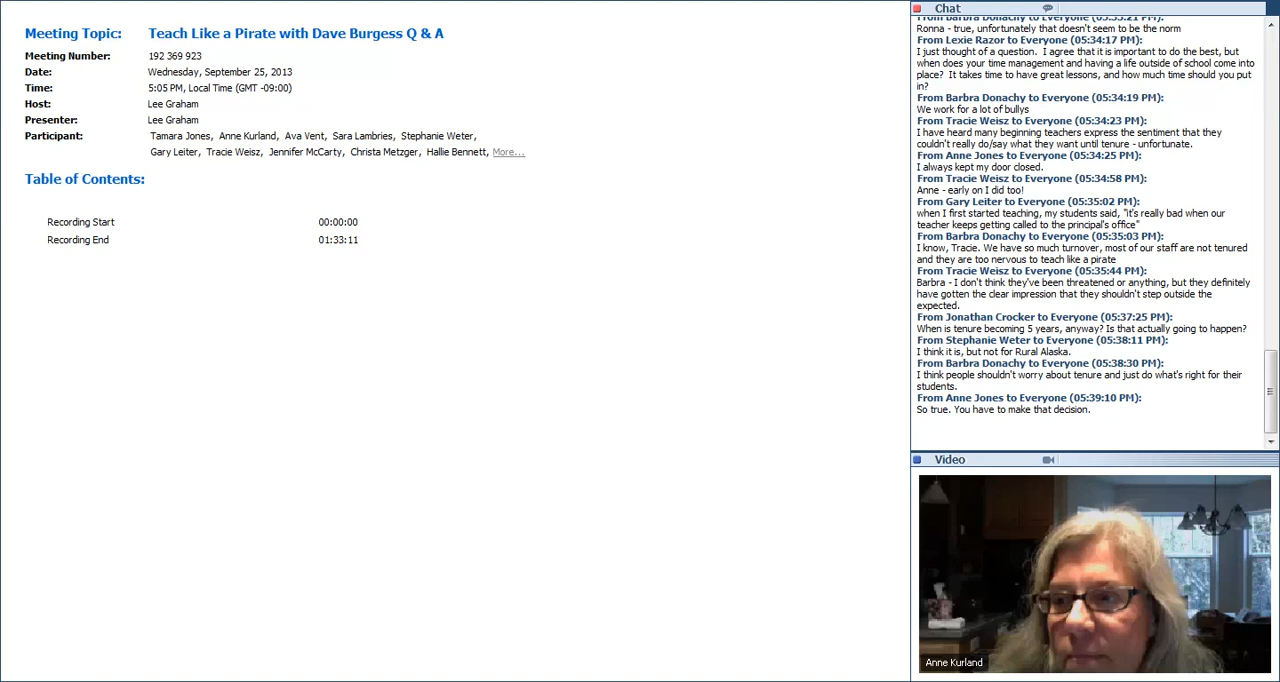 Meeting Topic: Teach Like a Pirate with Dave Burgess Q & A
Meeting Number: 192 369 923
Date: Wednesday, September 25, 2013
Time: 5:05 PM, Local Time (GMT -09:00)
Host: Lee Graham
Presenter: Lee Graham
Participant: Tamara Jones, Anne Kurland, Ava Vent, Sara Lambries, Stephanie Weter,
Gary Leiter, Tracie Weisz, Jennifer McCarty, Christa Metzger, Hallie Bennett, More...
Table of Contents:
Recording Start 00:00:00
Recording End 01:33:11
Chat
From Barbra Donachy to Everyone (05:33:21 PM):
Ronna - true, unfortunately that doesn't seem to be the norm
From Lexie Razor to Everyone (05:34:17 PM):
I just thought of a question. I agree that it is important to do the best, but
when does your time management and having a life outside of school come into
place? It takes time to have great lessons, and how much time should you put
in?
From Barbra Donachy to Everyone (05:34:19 PM):
We work for a lot of bullys
From Tracie Weisz to Everyone (05:34:23 PM):
I have heard many beginning teachers express the sentiment that they
couldn't really do/say what they want until tenure - unfortunate.
From Anne Jones to Everyone (05:34:25 PM):
I always kept my door closed.
From Tracie Weisz to Everyone (05:34:58 PM):
Anne - early on I did too!
From Gary Leiter to Everyone (05:35:02 PM):
when I first started teaching, my students said, "it's really bad when our
teacher keeps getting called to the principal's office"
From Barbra Donachy to Everyone (05:35:03 PM):
I know, Tracie. We have so much turnover, most of our staff are not tenured
and they are too nervous to teach like a pirate
From Tracie Weisz to Everyone (05:35:44 PM):
Barbra - I don't think they've been threatened or anything, but they definitely
have gotten the clear impression that they shouldn't step outside the
expected.
From Jonathan Crocker to Everyone (05:37:25 PM):
When is tenure becoming 5 years, anyway? Is that actually going to happen?
From Stephanie Weter to Everyone (05:38:11 PM):
I think it is, but not for Rural Alaska.
From Barbra Donachy to Everyone (05:38:30 PM):
I think people shouldn't worry about tenure and just do what's right for their
students.
From Anne Jones to Everyone (05:39:10 PM):
So true. You have to make that decision.
Video
Anne Kurland